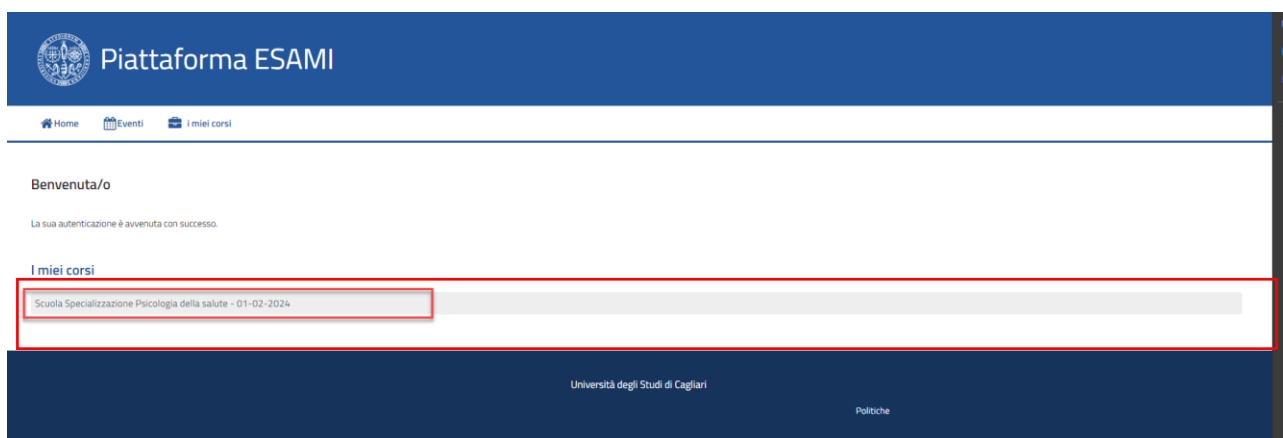 Piattaforma ESAMI
Home Eventi i miei corsi
Benvenuta/o
La sua autenticazione è avvenuta con successo.
I miei corsi
Scuola Specializzazione Psicologia della salute - 01-02-2024
Università degli Studi di Cagliari
Politiche